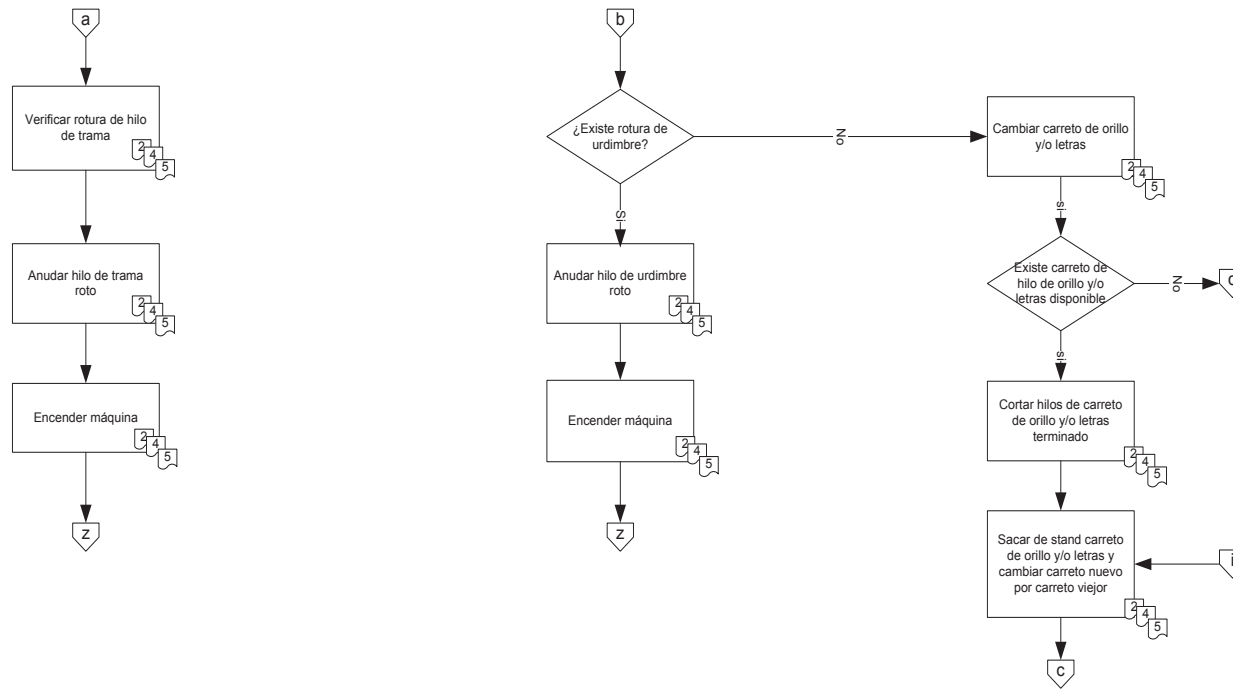 a
Verificar rotura de hilo
de trama
2
4
5
Anudar hilo de trama
roto
2
4
5
Encender máquina
2
4
5
z
b
¿Existe rotura de
urdimbre?
No
Si
Anudar hilo de urdimbre
roto
2
4
5
Encender máquina
2
4
5
z
Cambiar carreto de orillo
y/o letras
2
4
5
si
Existe carreto de
hilo de orillo y/o
letras disponible
No
si
Cortar hilos de carreto
de orillo y/o letras
terminado
2
4
5
Sacar de stand carreto
de orillo y/o letras y
cambiar carreto nuevo
por carreto viejor
2
4
5
c